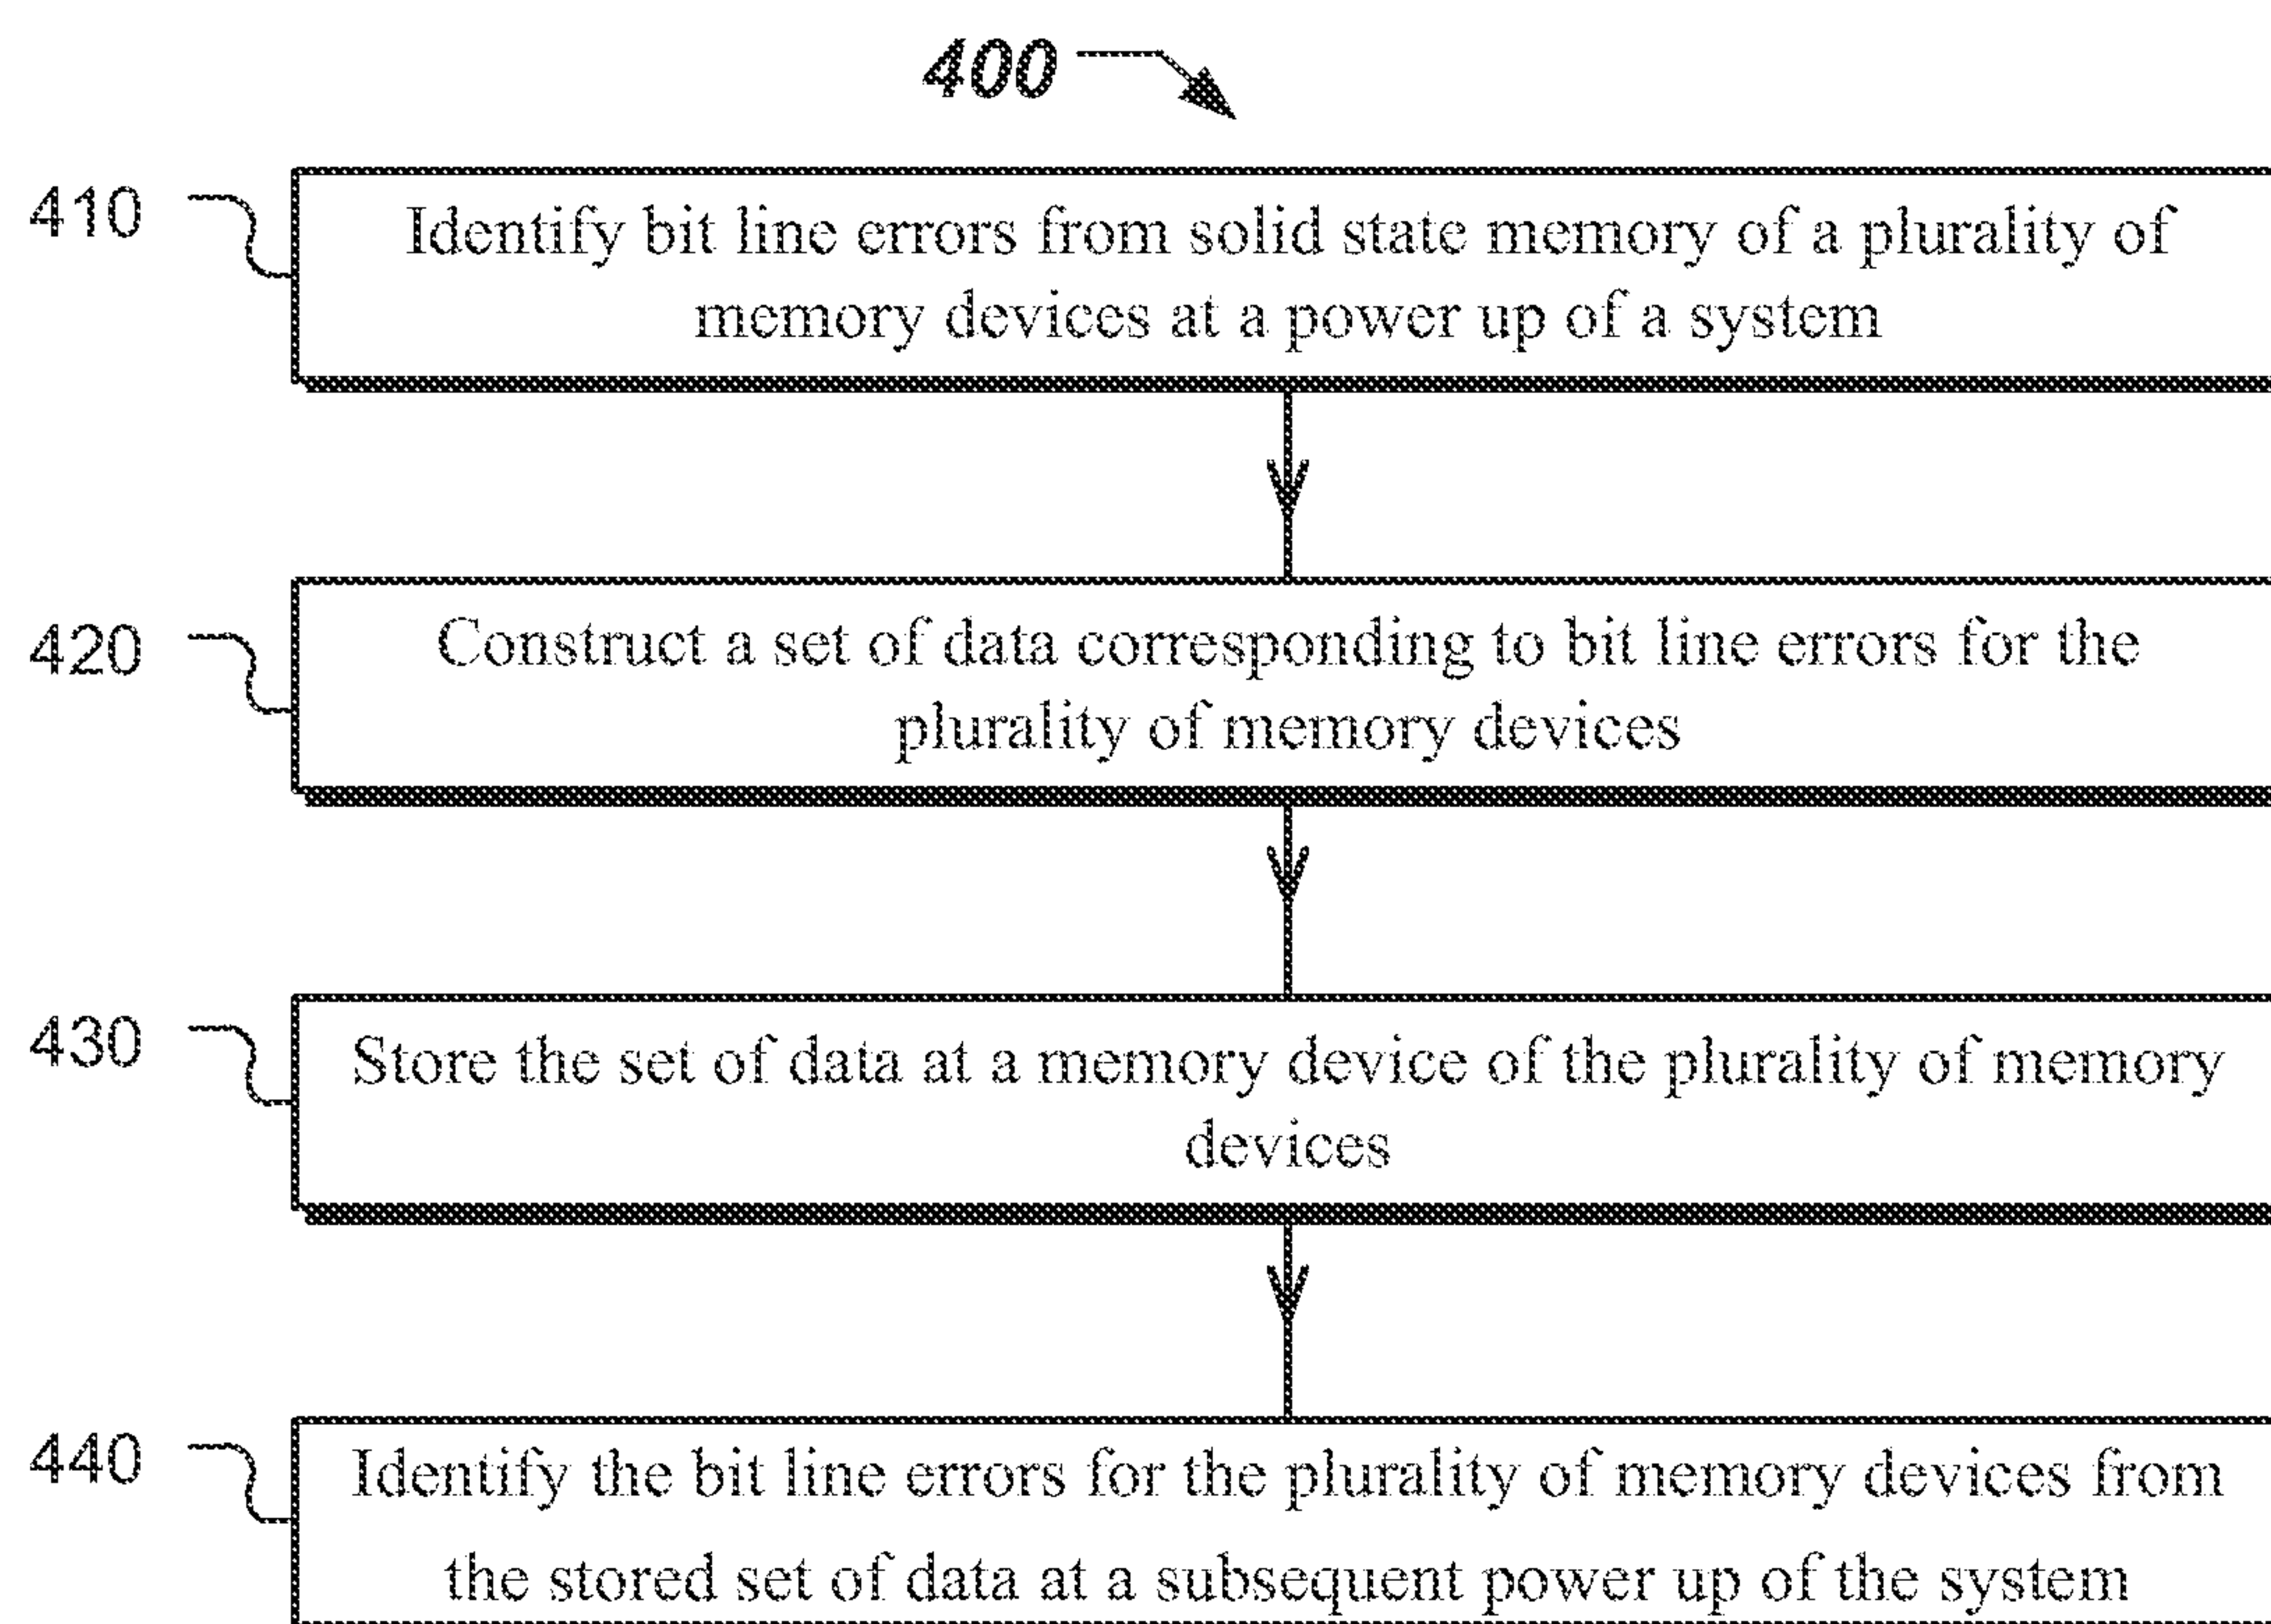 400
410
Identify bit line errors from solid state memory of a plurality of
memory devices at a power up of a system
420
Construct a set of data corresponding to bit line errors for the
plurality of memory devices
430
Store the set of data at a memory device of the plurality of memory
devices
440
Identify the bit line errors for the plurality of memory devices from
the stored set of data at a subsequent power up of the system